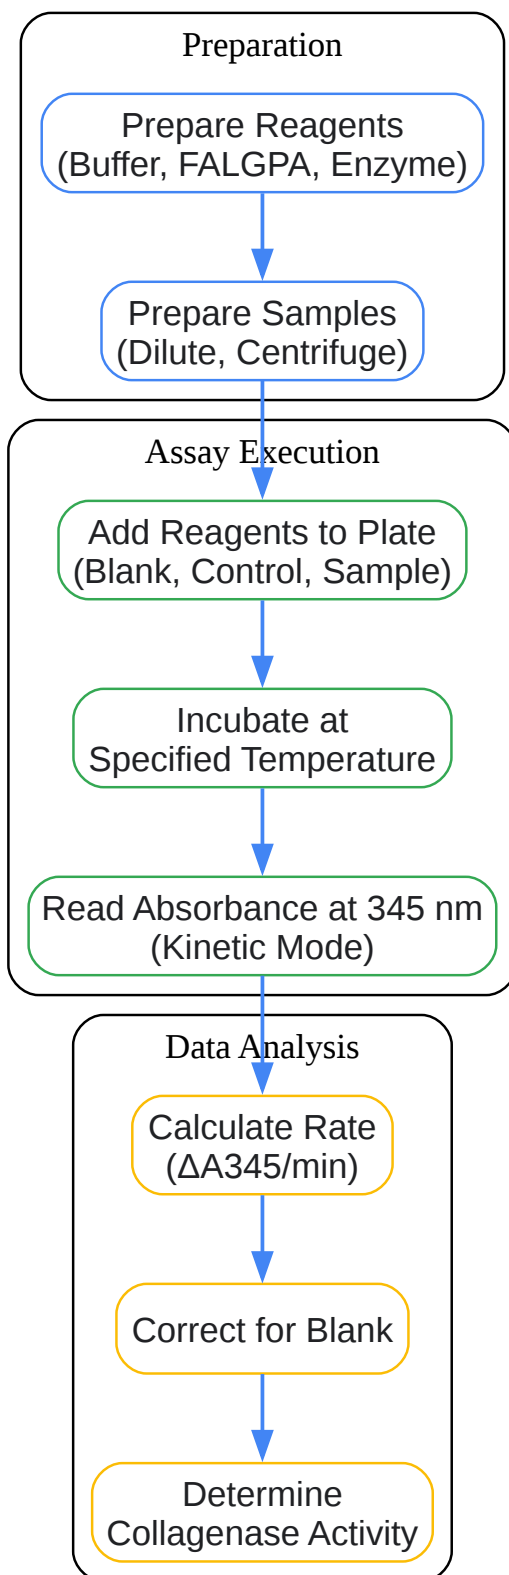 Preparation
Prepare Reagents
(Buffer, FALGPA, Enzyme)
Prepare Samples
(Dilute, Centrifuge)
Assay Execution
Add Reagents to Plate
(Blank, Control, Sample)
Incubate at
Specified Temperature
Read Absorbance at 345 nm
(Kinetic Mode)
Data Analysis
Calculate Rate
(ΔA345/min)
Correct for Blank
Determine
Collagenase Activity